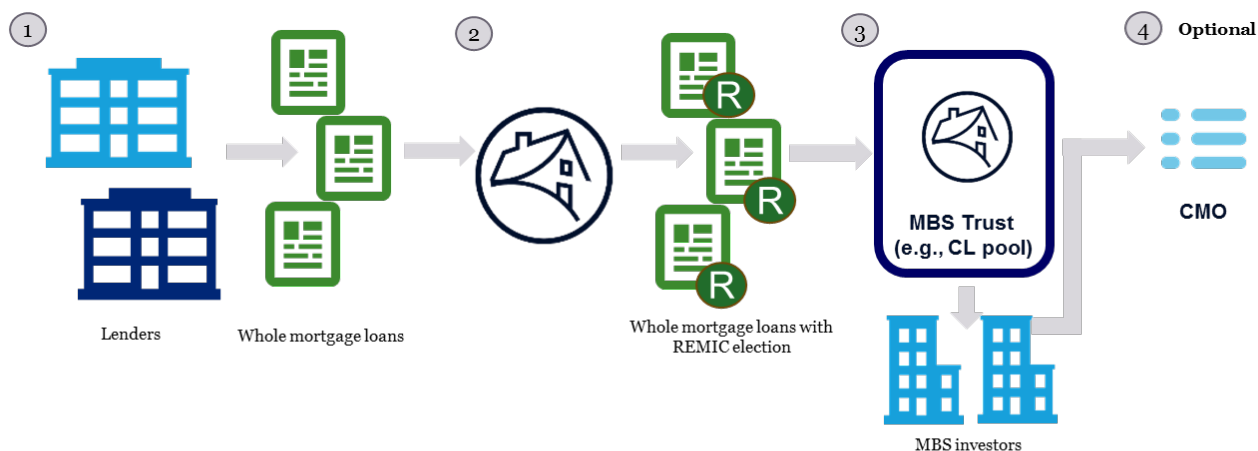 1
2
3
4 Optional
R
R
R
MBS Trust
(e.g., CL pool)
CMO
Lenders
Whole mortgage loans
Whole mortgage loans with
REMIC election
MBS investors